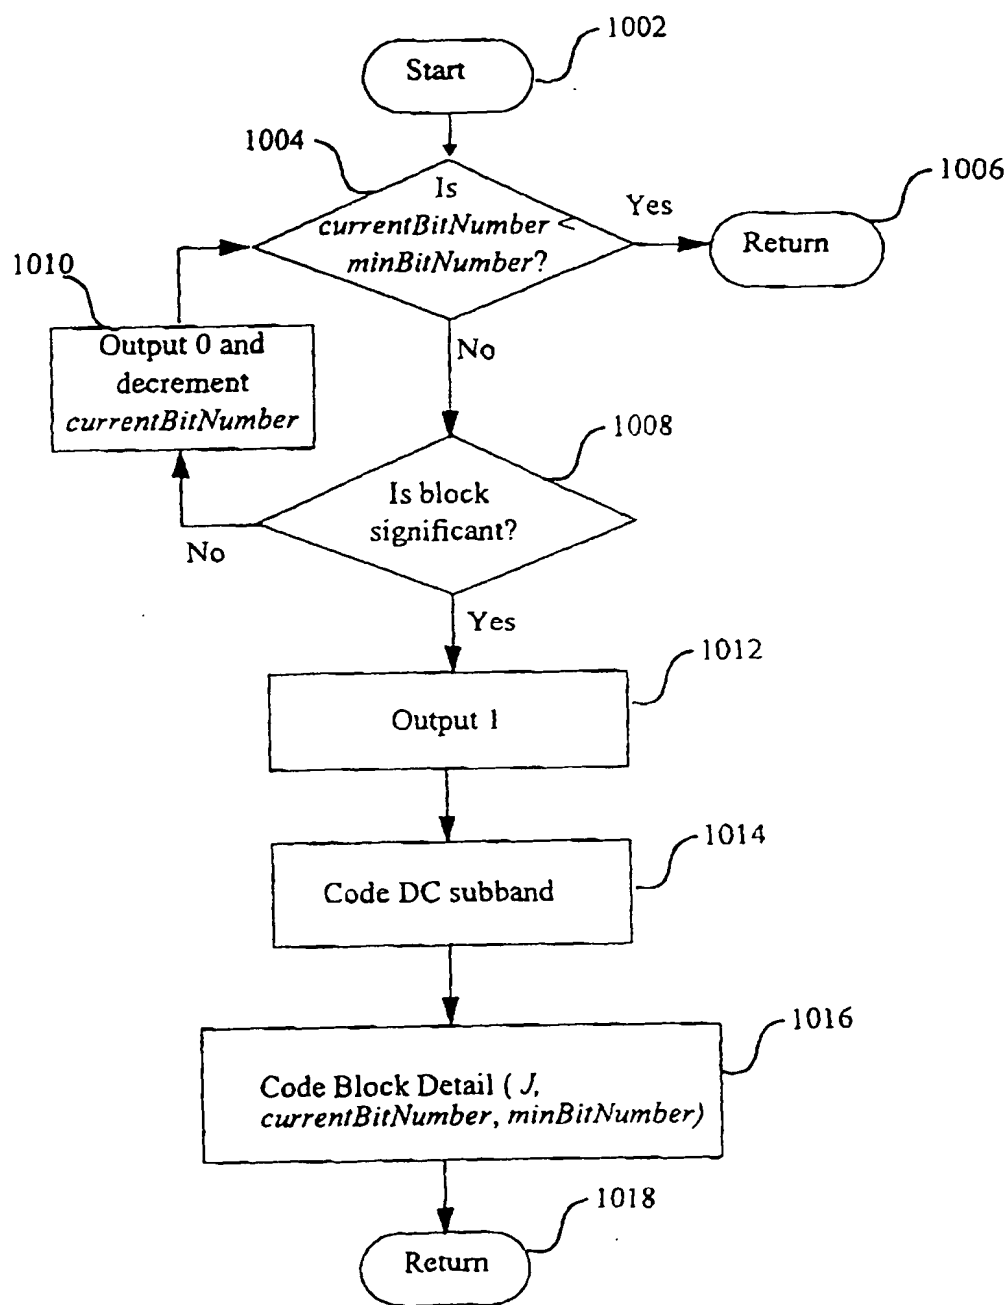 1002
Start
1004
Is
currentBitNumber <
minBitNumber?
Yes
1006
Return
1010
Output 0 and
decrement
currentBitNumber
No
1008
Is block
significant?
No
Yes
1012
Output 1
1014
Code DC subband
1016
Code Block Detail ( J,
currentBitNumber, minBitNumber)
1018
Return